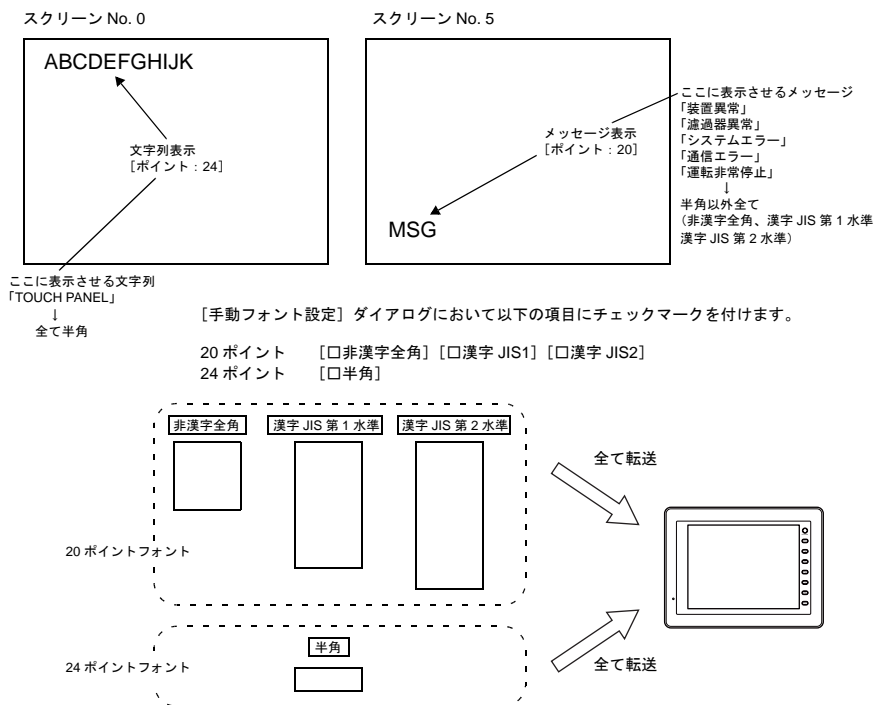 スクリーン No. 0
スクリーン No. 5
ABCDEFGHIJK
文字列表示
［ポイント：24］
メッセージ表示
［ポイント：20］
MSG
ここに表示させるメッセージ
「装置異常」
「濾過器異常」
「システムエラー」
「通信エラー」
「運転非常停止」
↓
半角以外全て
（非漢字全角、漢字 JIS 第 1 水準
漢字 JIS 第 2 水準）
ここに表示させる文字列
「TOUCH PANEL」
↓
全て半角
［手動フォント設定］ダイアログにおいて以下の項目にチェックマークを付けます。
20 ポイント ［□非漢字全角］［□漢字 JIS1］［□漢字 JIS2］
24 ポイント ［□半角］
非漢字全角
漢字 JIS 第 1 水準
漢字 JIS 第 2 水準
20 ポイントフォント
全て転送
半角
24 ポイントフォント
全て転送